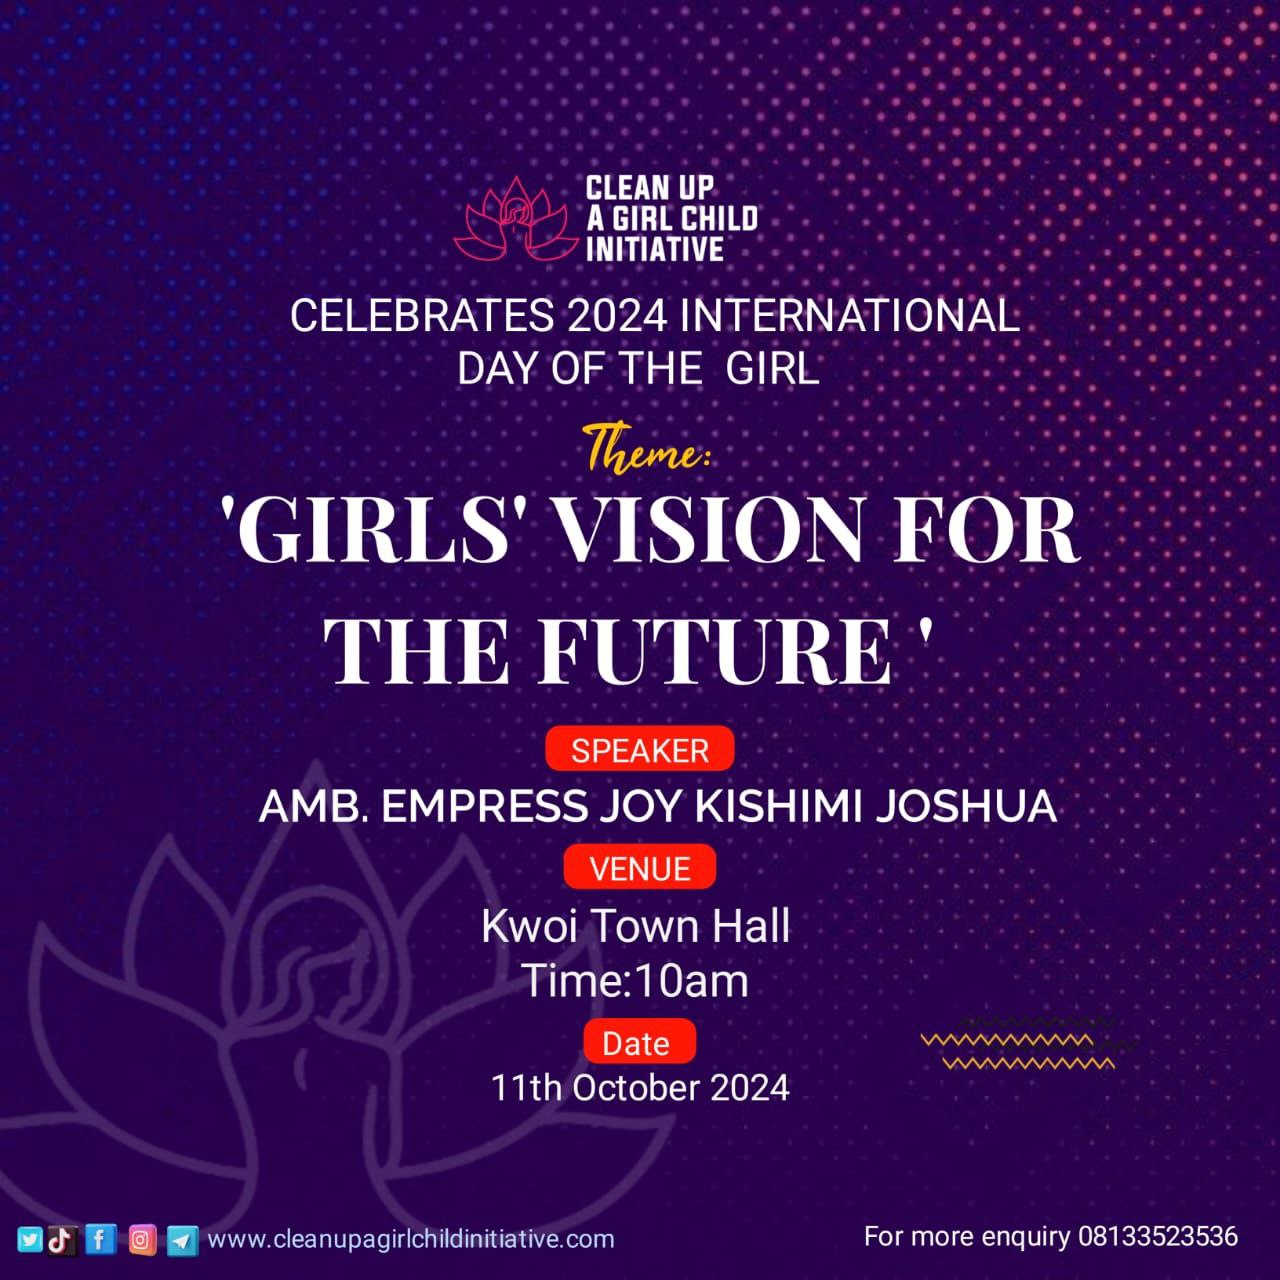 CLEAN UP
A GIRL CHILD
INITIATIVE
CELEBRATES 2024 INTERNATIONAL
DAY OF THE GIRL
Theme:
'GIRLS' VISION FOR
THE FUTURE '
SPEAKER
AMB. EMPRESS JOY KISHIMI JOSHUA
VENUE
Kwoi Town Hall
Time:10am
Date
11th October 2024
www.cleanupagirlchildinitiative.com
For more enquiry 08133523536